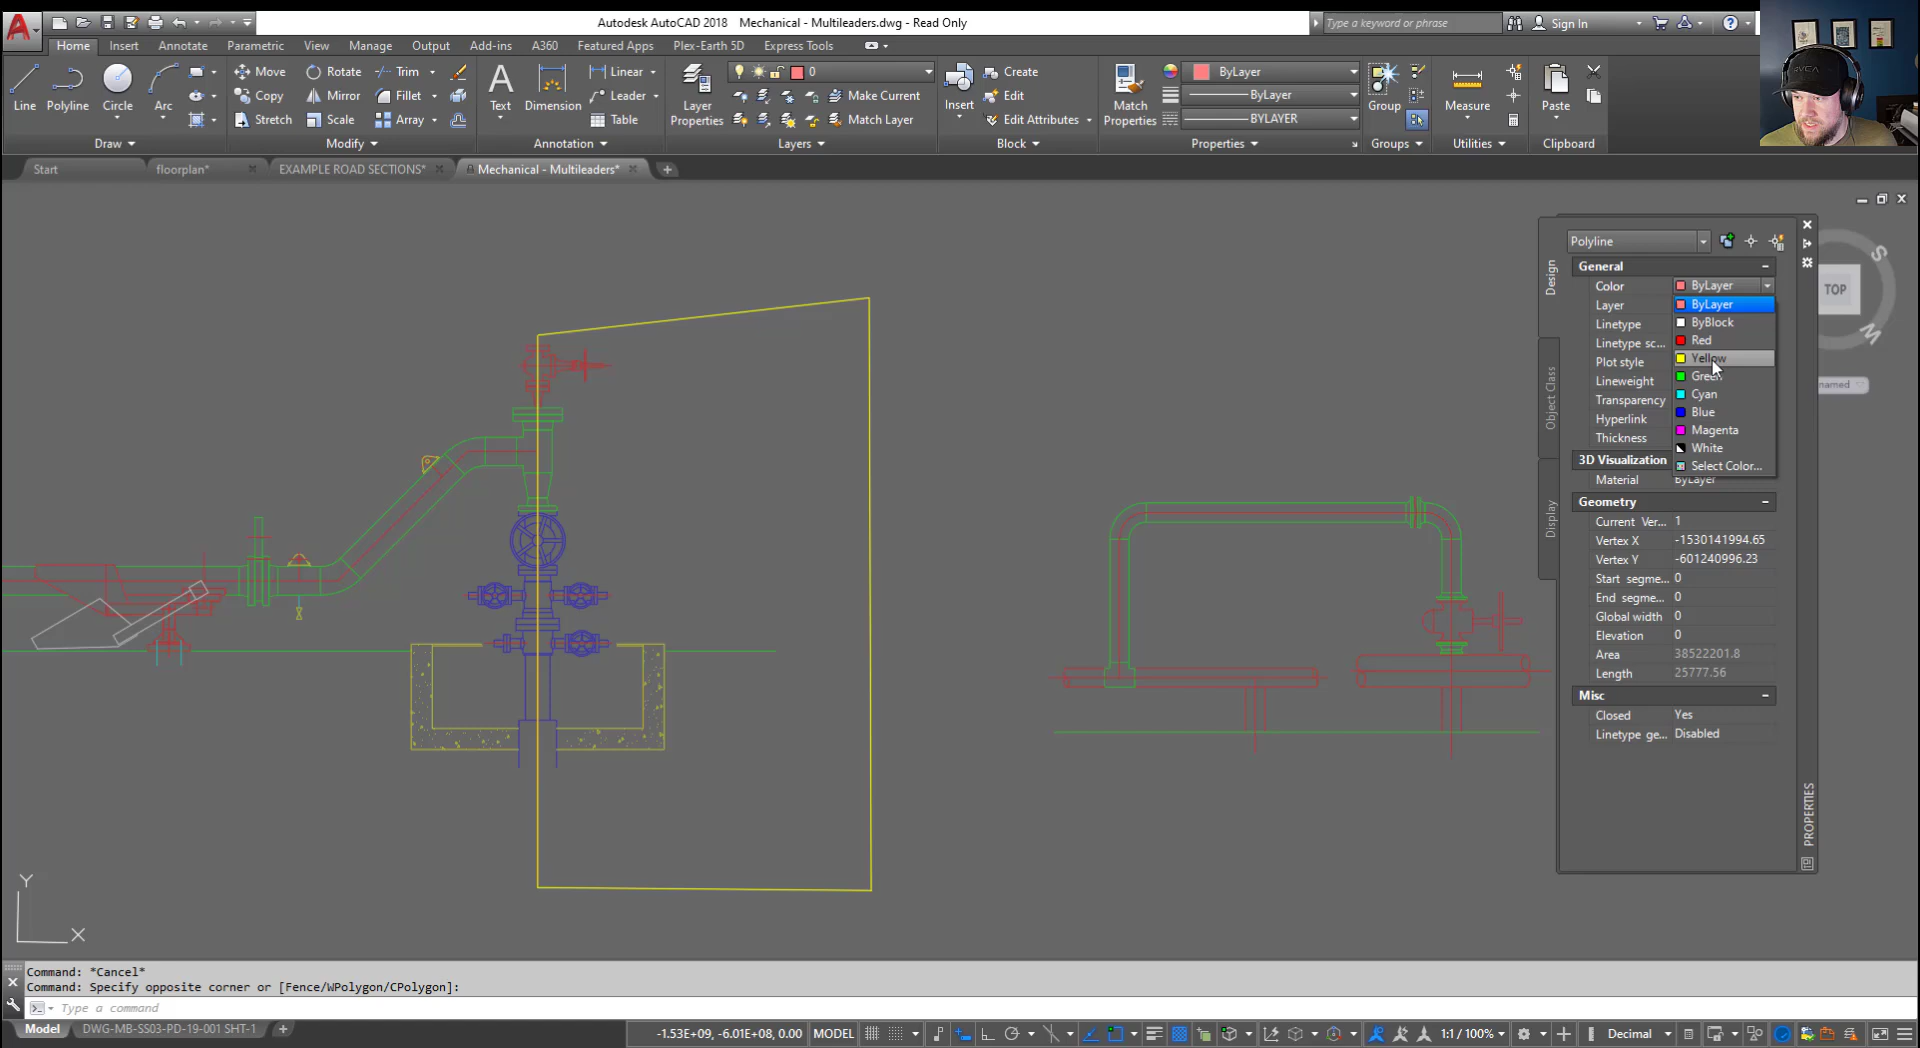 Autodesk AutoCAD 2018 Mechanical - Multileaders.dwg - Read Only
Type a keyword or phrase
Sign In
Home Insert Annotate Parametric View Manage Output Add-ins A360 Featured Apps Plex-Earth 5D Express Tools
Line Polyline Circle Arc
Move Rotate Trim
Copy Mirror Fillet
Stretch Scale Array
Text Dimension
Linear
Leader
Table
Layer Properties
0
Make Current
Match Layer
Insert
Create
Edit
Edit Attributes
Match Properties
ByLayer
ByLayer
BYLAYER
Group
Measure
Paste
Draw Modify Annotation Layers Block Properties Groups Utilities Clipboard
Start floorplan* EXAMPLE ROAD SECTIONS* Mechanical - Multileaders*
TOP
S
M
named
Polyline
Design
Object Class
Display
PROPERTIES
General
Color ByLayer
Layer
Linetype
Linetype sc...
Plot style
Lineweight
Transparency
Hyperlink
Thickness
ByLayer
ByBlock
Red
Yellow
Green
Cyan
Blue
Magenta
White
Select Color...
3D Visualization
Material ByLayer
Geometry
Current Ver... 1
Vertex X -1530141994.65
Vertex Y -601240996.23
Start segme... 0
End segme... 0
Global width 0
Elevation 0
Area 38522201.8
Length 25777.56
Misc
Closed Yes
Linetype ge... Disabled
Y
X
Command: *Cancel*
Command: Specify opposite corner or [Fence/WPolygon/CPolygon]:
Type a command
Model DWG-MB-SS03-PD-19-001 SHT-1
-1.53E+09, -6.01E+08, 0.00 MODEL 1:1 / 100% Decimal